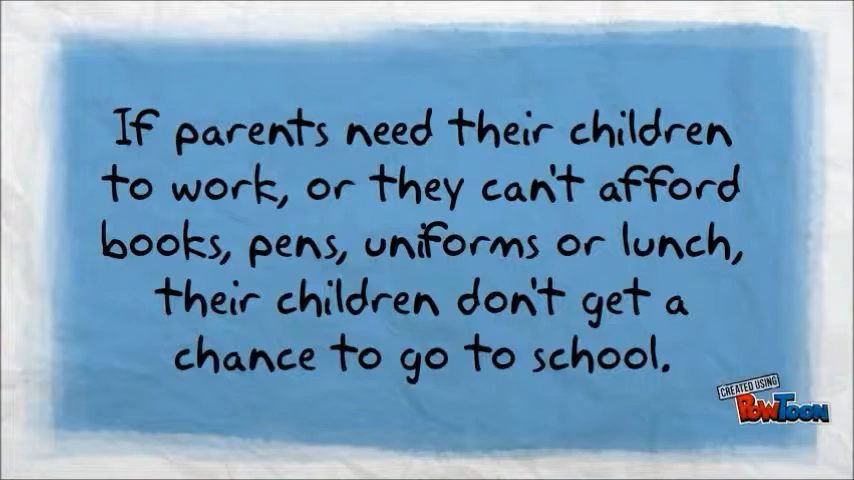 If parents need their children
to work, or they can't afford
books, pens, uniforms or lunch,
their children don't get a
chance to go to school.
CREATED USING
PowToon